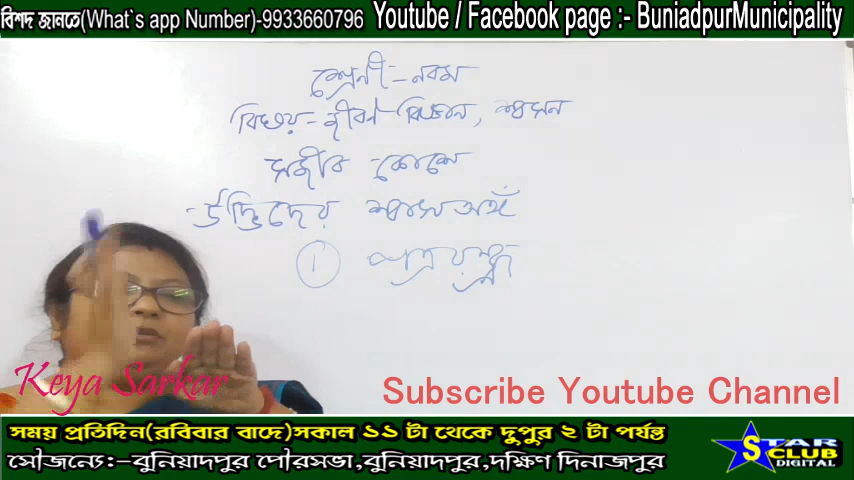 বিশদ জানতে(What`s app Number)-9933660796 Youtube / Facebook page :- BuniadpurMunicipality
শ্রেনী - নবম
বিষয় - জীবন বিজ্ঞান, শ্বসন
সজীব কোশে
উদ্ভিদের শ্বাসঅঙ্গ
① পত্ররন্ধ্র
Keya Sarkar
Subscribe Youtube Channel
সময় প্রতিদিন(রবিবার বাদে)সকাল ১১ টা থেকে দুপুর ২ টা পর্যন্ত
সৌজন্যে:-বুনিয়াদপুর পৌরসভা,বুনিয়াদপুর,দক্ষিণ দিনাজপুর
STAR CLUB DIGITAL